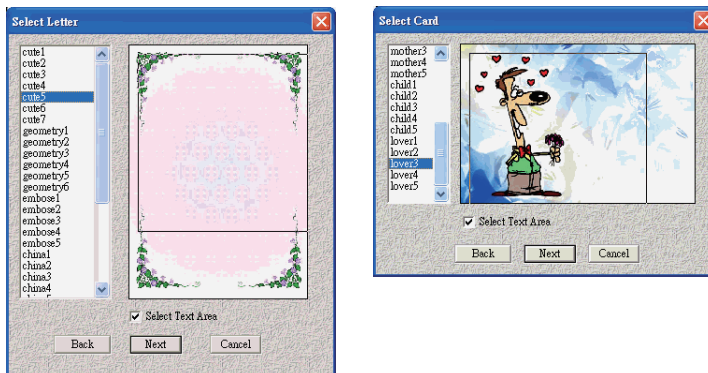 Select Letter
cute1
cute2
cute3
cute4
cute5
cute6
cute7
geometry1
geometry2
geometry3
geometry4
geometry5
geometry6
embose1
embose2
embose3
embose4
embose5
china1
china2
china3
china4
Select Text Area
Back
Next
Cancel
Select Card
mother3
mother4
mother5
child1
child2
child3
child4
child5
lover1
lover2
lover3
lover4
lover5
Select Text Area
Back
Next
Cancel